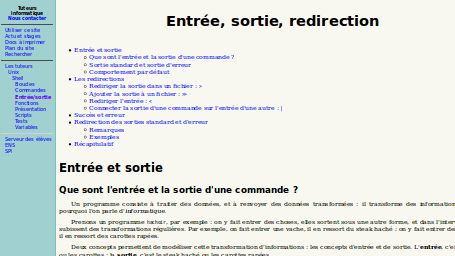 Tuteurs
informatique
Nous contacter
Utiliser ce site
Actu et stages
Docs à imprimer
Plan du site
Rechercher
Les tuteurs
Unix
Shell
Boucles
Commandes
Entrée/sortie
Fonctions
Présentation
Scripts
Tests
Variables
Serveur des élèves
ENS
SPI
Entrée, sortie, redirection
Entrée et sortie
Que sont l'entrée et la sortie d'une commande ?
Sortie standard et sortie d'erreur
Comportement par défaut
Les redirections
Rediriger la sortie dans un fichier : >
Ajouter la sortie à un fichier : >>
Rediriger l'entrée : <
Connecter la sortie d'une commande sur l'entrée d'une autre : |
Succès et erreur
Redirection des sorties standard et d'erreur
Remarques
Exemples
Récapitulatif
Entrée et sortie
Que sont l'entrée et la sortie d'une commande ?
Un programme consiste à traiter des données, et à renvoyer des données transformées : il transforme des information
pourquoi l'on parle d'informatique.
Prenons un programme hachoir, par exemple : on y fait entrer des choses, elles sortent sous une autre forme, et dans l'inter
subissent des transformations régulières. Par exemple, on fait entrer une vache, il en ressort du steak haché ; on y fait entrer de
il en ressort des carottes rapées.
Deux concepts permettent de modéliser cette transformation d'informations : les concepts d'entrée et de sortie. L'entrée, c'e
ou les carottes ; la sortie, c'est le steak haché ou les carottes rapées.